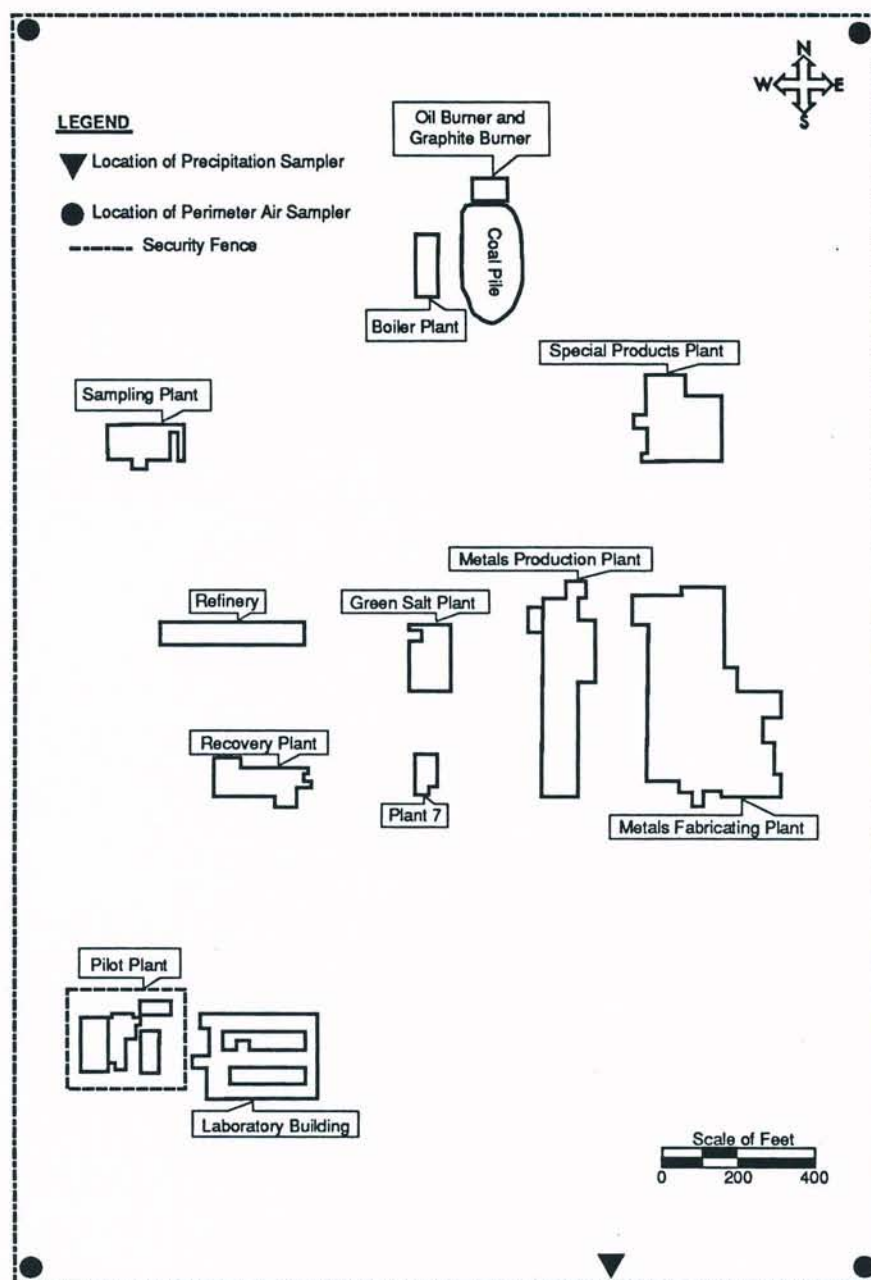 N
W E
S
Oil Burner and
Graphite Burner
LEGEND
Location of Precipitation Sampler
Location of Perimeter Air Sampler
Security Fence
Coal Pile
Boiler Plant
Special Products Plant
Sampling Plant
Metals Production Plant
Refinery
Green Salt Plant
Recovery Plant
Plant 7
Metals Fabricating Plant
Pilot Plant
Laboratory Building
Scale of Feet
0 200 400